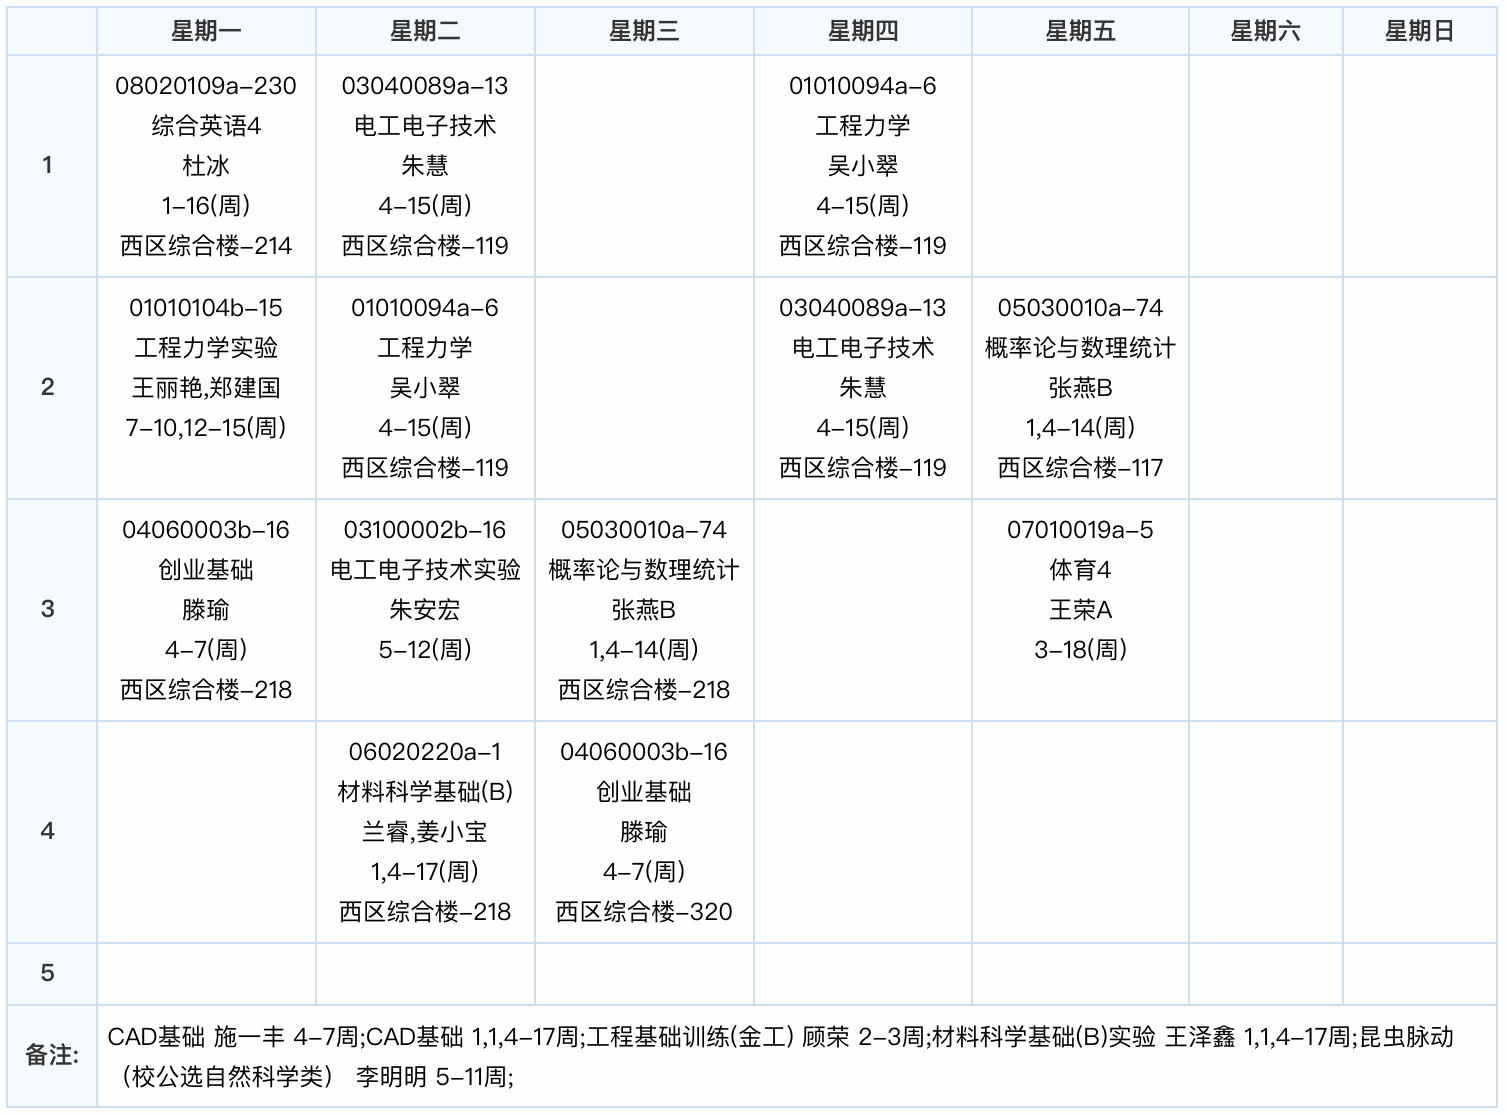 星期一 星期二 星期三 星期四 星期五 星期六 星期日
1
08020109a-230
综合英语4
杜冰
1-16(周)
西区综合楼-214
03040089a-13
电工电子技术
朱慧
4-15(周)
西区综合楼-119
01010094a-6
工程力学
吴小翠
4-15(周)
西区综合楼-119
2
01010104b-15
工程力学实验
王丽艳,郑建国
7-10,12-15(周)
01010094a-6
工程力学
吴小翠
4-15(周)
西区综合楼-119
03040089a-13
电工电子技术
朱慧
4-15(周)
西区综合楼-119
05030010a-74
概率论与数理统计
张燕B
1,4-14(周)
西区综合楼-117
3
04060003b-16
创业基础
滕瑜
4-7(周)
西区综合楼-218
03100002b-16
电工电子技术实验
朱安宏
5-12(周)
05030010a-74
概率论与数理统计
张燕B
1,4-14(周)
西区综合楼-218
07010019a-5
体育4
王荣A
3-18(周)
4
06020220a-1
材料科学基础(B)
兰睿,姜小宝
1,4-17(周)
西区综合楼-218
04060003b-16
创业基础
滕瑜
4-7(周)
西区综合楼-320
5
备注:
CAD基础 施一丰 4-7周;CAD基础 1,1,4-17周;工程基础训练(金工) 顾荣 2-3周;材料科学基础(B)实验 王泽鑫 1,1,4-17周;昆虫脉动
（校公选自然科学类） 李明明 5-11周;